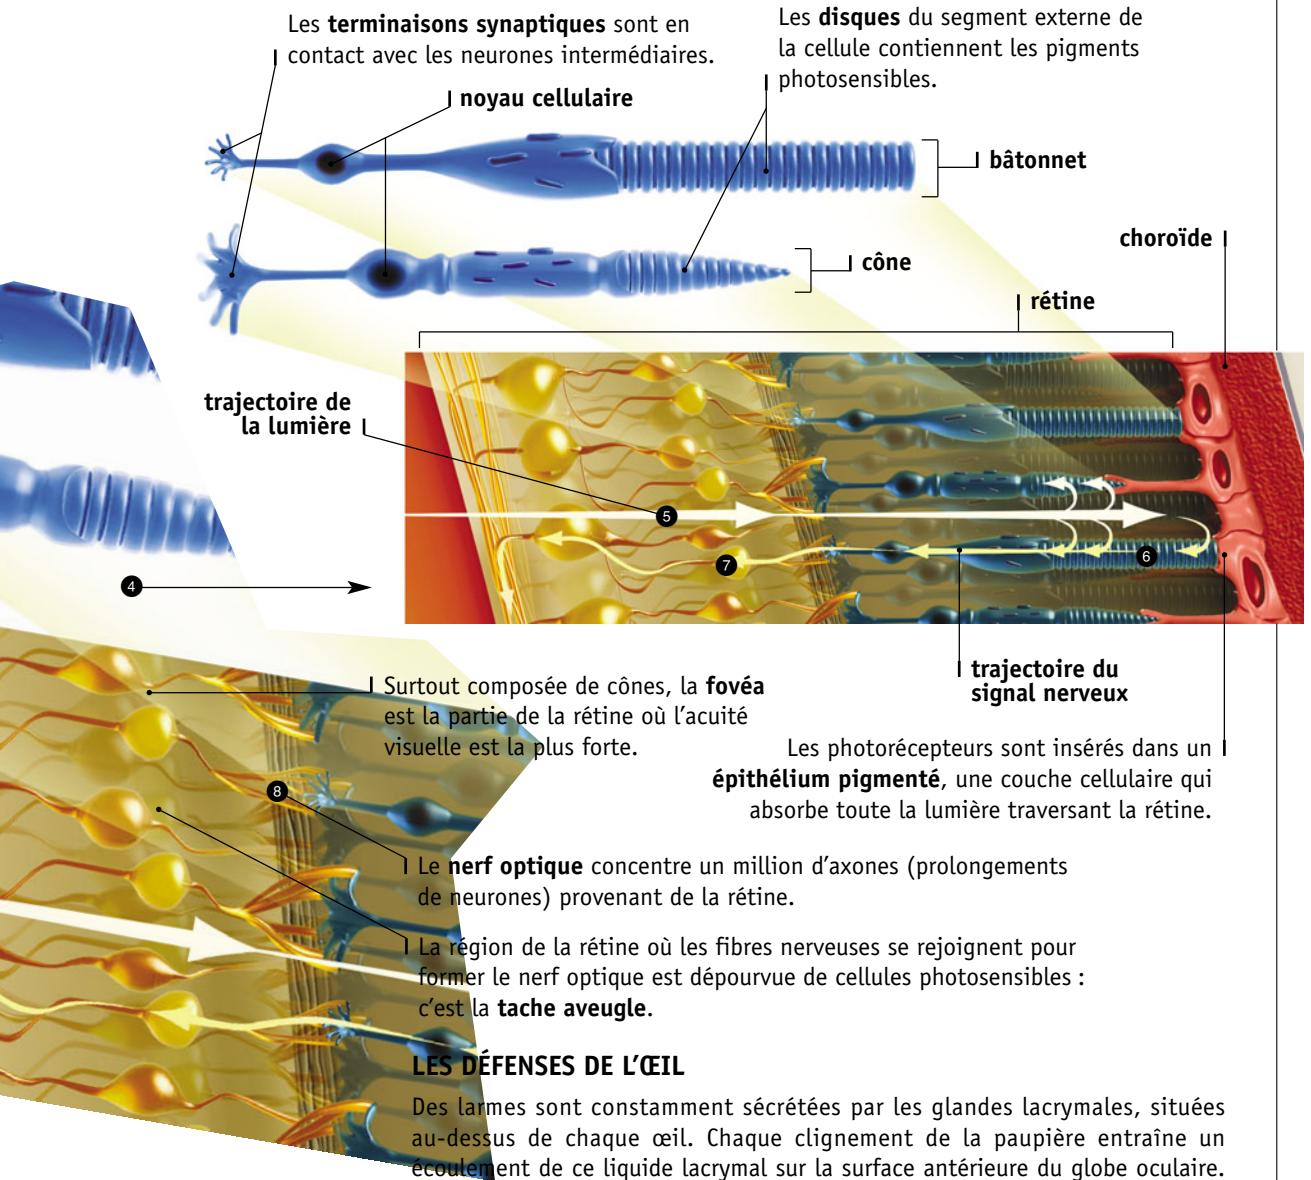 Les terminaisons synaptiques sont en
contact avec les neurones intermédiaires.
Les disques du segment externe de
la cellule contiennent les pigments
photosensibles.
noyau cellulaire
bâtonnet
choroïde
cône
rétine
trajectoire de
la lumière
5
6
7
4
trajectoire du
signal nerveux
Surtout composée de cônes, la fovéa
est la partie de la rétine où l'acuité
visuelle est la plus forte.
Les photorécepteurs sont insérés dans un
épithélium pigmenté, une couche cellulaire qui
absorbe toute la lumière traversant la rétine.
8
Le nerf optique concentre un million d'axones (prolongements
de neurones) provenant de la rétine.
La région de la rétine où les fibres nerveuses se rejoignent pour
former le nerf optique est dépourvue de cellules photosensibles :
c'est la tache aveugle.
LES DÉFENSES DE L'ŒIL
Des larmes sont constamment sécrétées par les glandes lacrymales, situées
au-dessus de chaque œil. Chaque clignement de la paupière entraîne un
écoulement de ce liquide lacrymal sur la surface antérieure du globe oculaire.